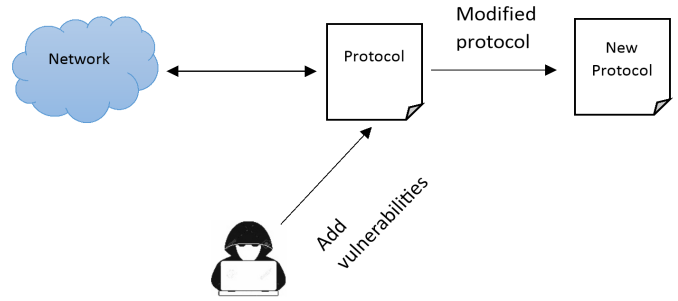 Network
Protocol
Modified
protocol
New
Protocol
Add
vulnerabilities